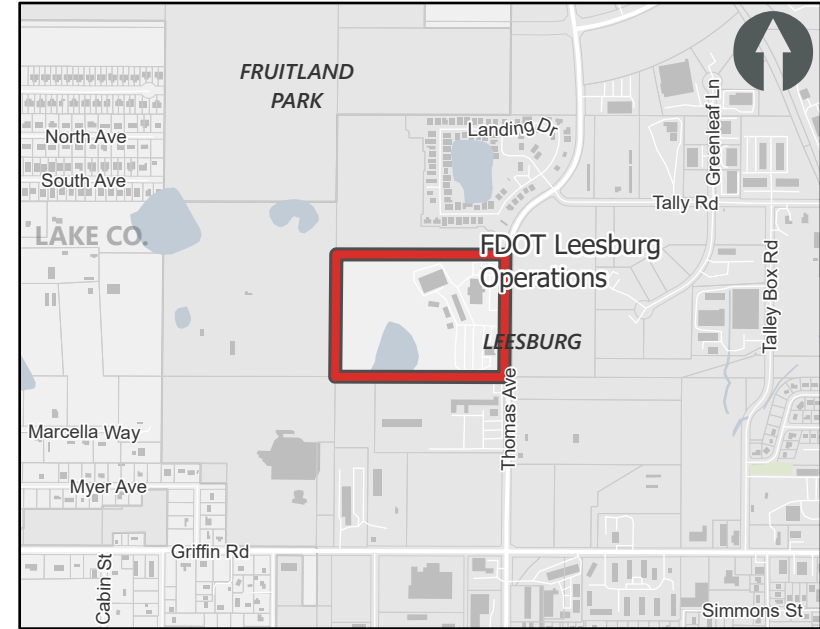 FRUITLAND
PARK
Landing Dr
Greenleaf Ln
North Ave
South Ave
Tally Rd
LAKE CO.
FDOT Leesburg
Operations
Talley Box Rd
LEESBURG
Thomas Ave
Marcella Way
Myer Ave
Griffin Rd
Cabin St
Simmons St